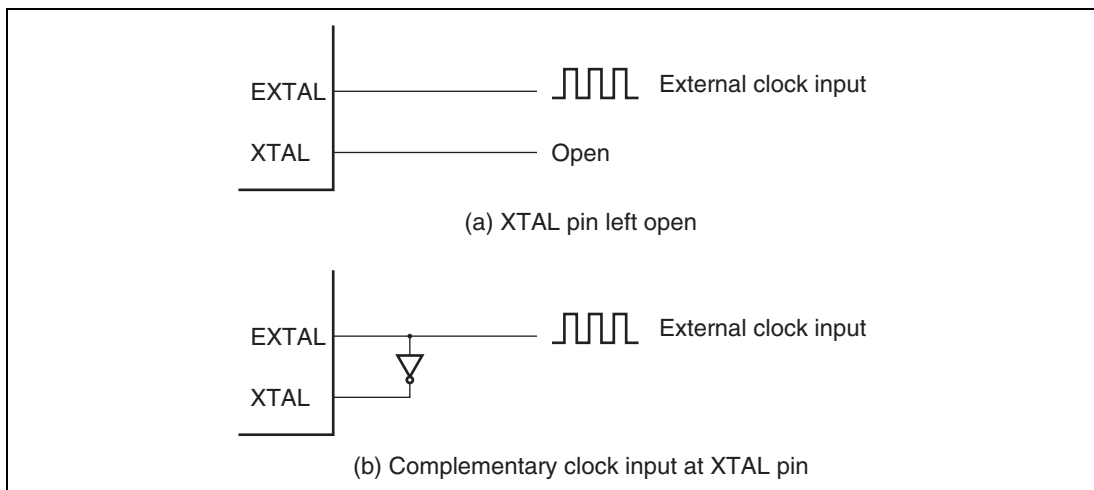 EXTAL External clock input
XTAL Open
(a) XTAL pin left open
EXTAL External clock input
XTAL
(b) Complementary clock input at XTAL pin